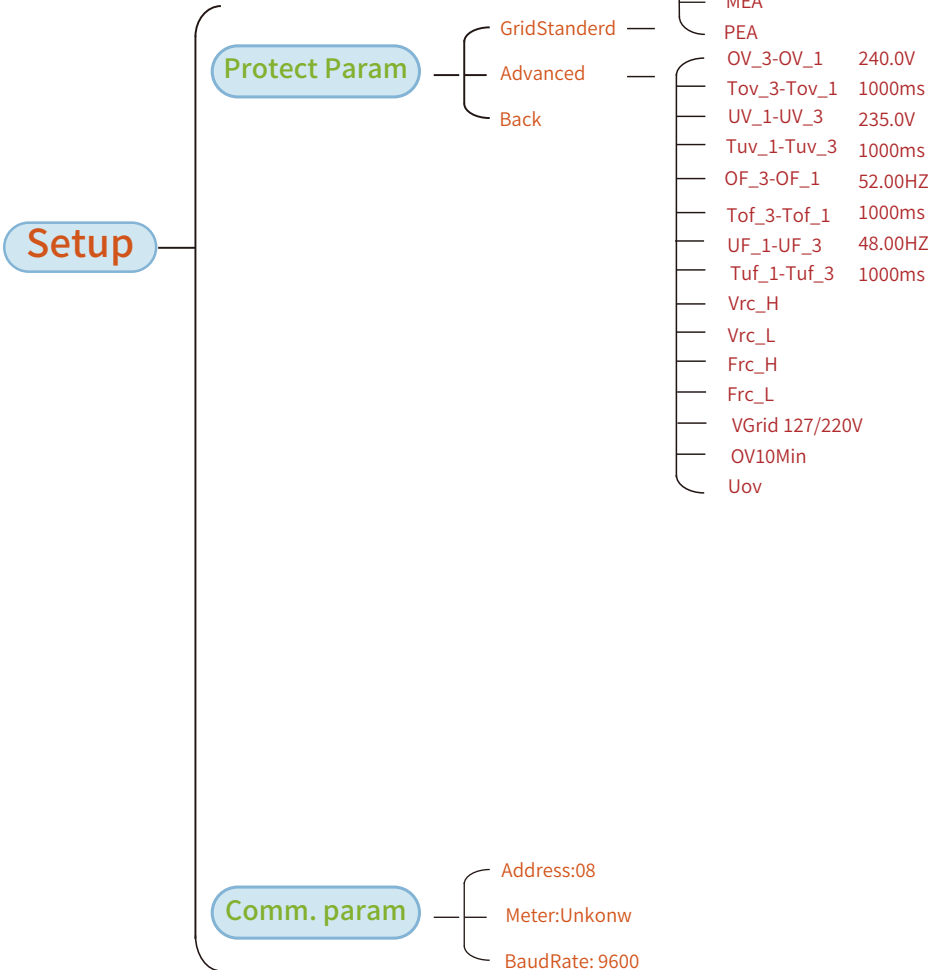 MEA
PEA
GridStanderd
Protect Param
Advanced
Back
OV_3-OV_1 240.0V
Tov_3-Tov_1 1000ms
UV_1-UV_3 235.0V
Tuv_1-Tuv_3 1000ms
OF_3-OF_1 52.00HZ
Tof_3-Tof_1 1000ms
UF_1-UF_3 48.00HZ
Tuf_1-Tuf_3 1000ms
Vrc_H
Vrc_L
Frc_H
Frc_L
VGrid 127/220V
OV10Min
Uov
Setup
Comm. param
Address:08
Meter:Unkonw
BaudRate: 9600